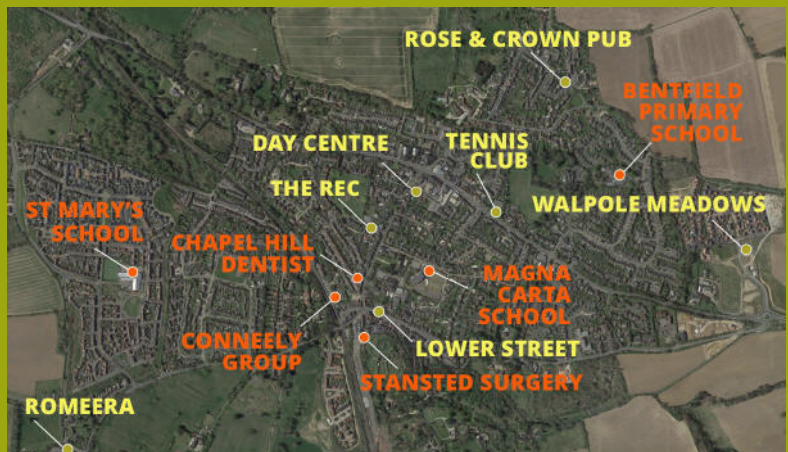 ROSE & CROWN PUB
BENTFIELD
PRIMARY
SCHOOL
DAY CENTRE
TENNIS
CLUB
THE REC
WALPOLE MEADOWS
ST MARY'S
SCHOOL
CHAPEL HILL
DENTIST
MAGNA
CARTA
SCHOOL
CONNEELY
GROUP
LOWER STREET
STANSTED SURGERY
ROMEERA